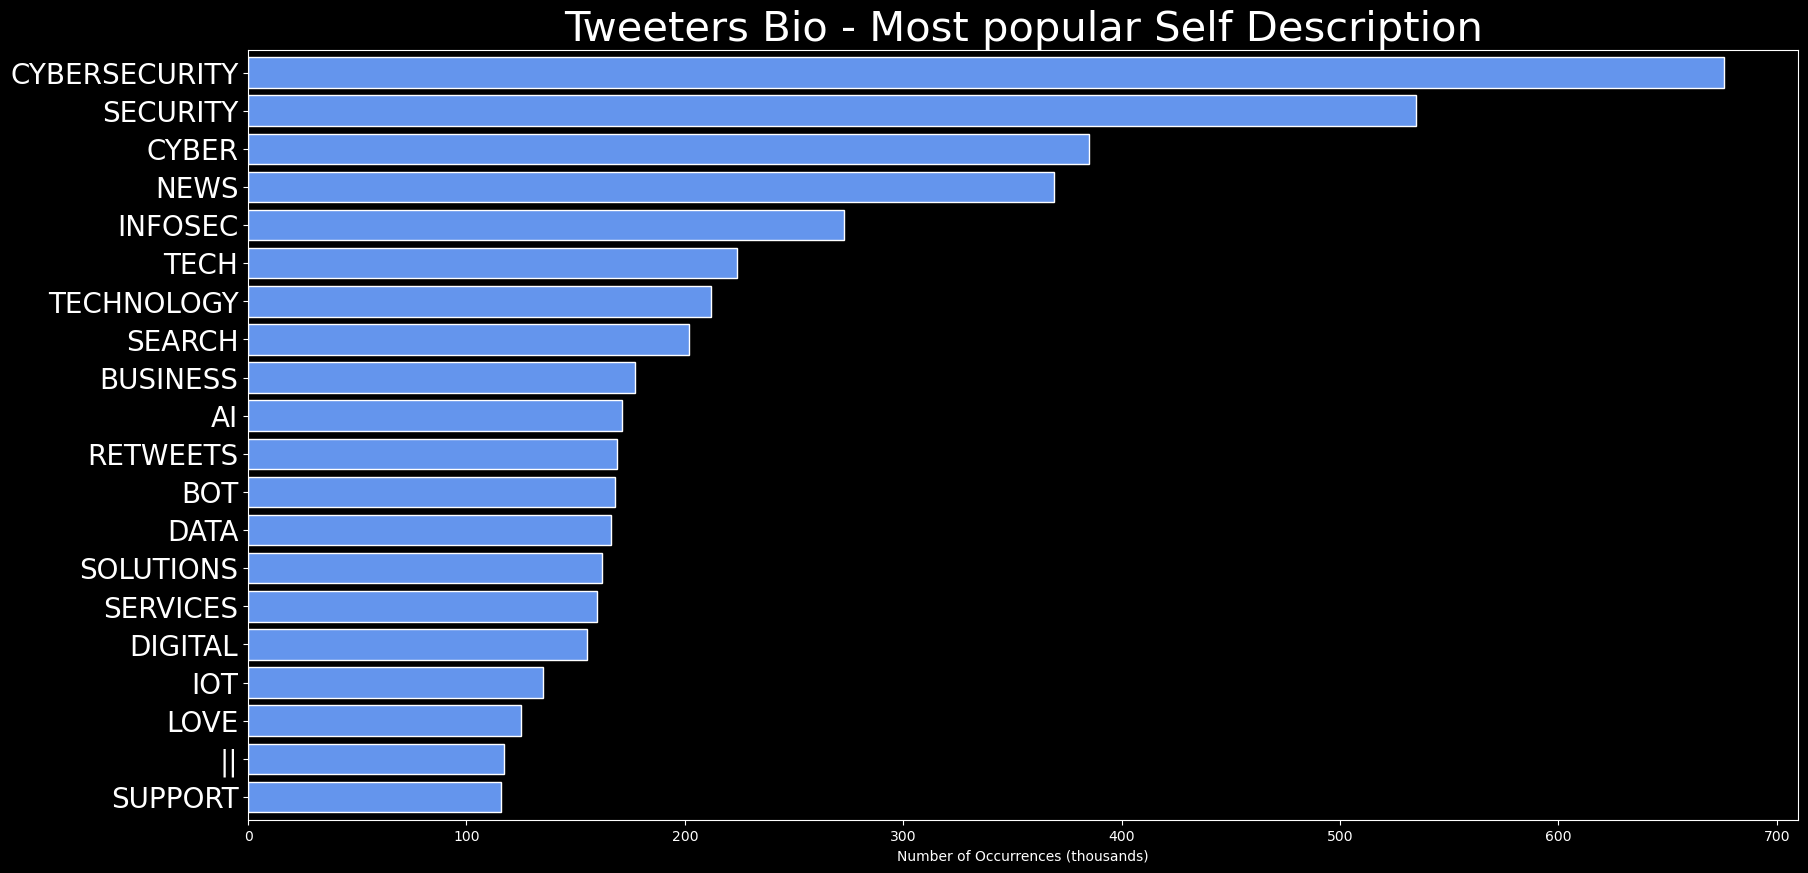 Tweeters Bio - Most popular Self Description
CYBERSECURITY
SECURITY
CYBER
NEWS
INFOSEC
TECH
TECHNOLOGY
SEARCH
BUSINESS
AI
RETWEETS
BOT
DATA
SOLUTIONS
SERVICES
DIGITAL
IOT
LOVE
||
SUPPORT
0 100 200 300 400 500 600 700
Number of Occurrences (thousands)